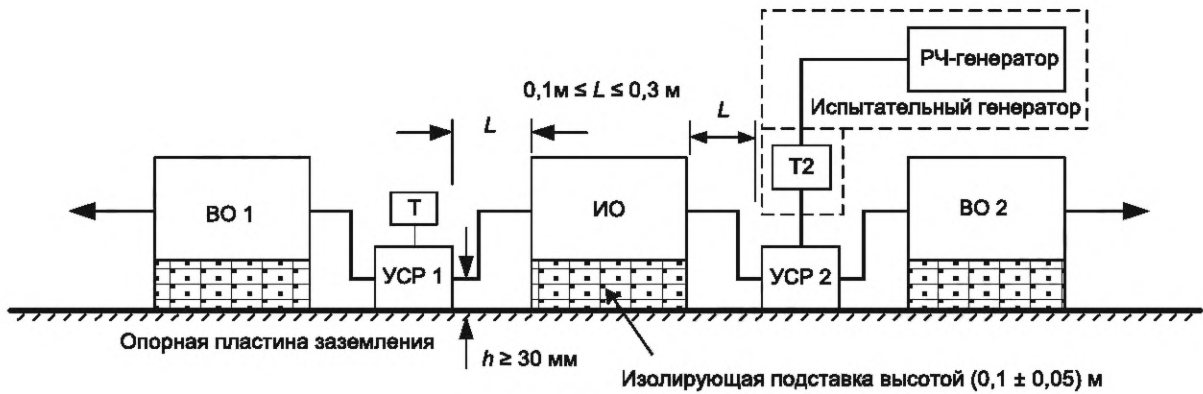 РЧ-генератор
Испытательный генератор
0,1м ≤ L ≤ 0,3 м
L
L
Т2
Т
ВО 1
ИО
ВО 2
УСР 1
УСР 2
Опорная пластина заземления
h ≥ 30 мм
Изолирующая подставка высотой (0,1 ± 0,05) м